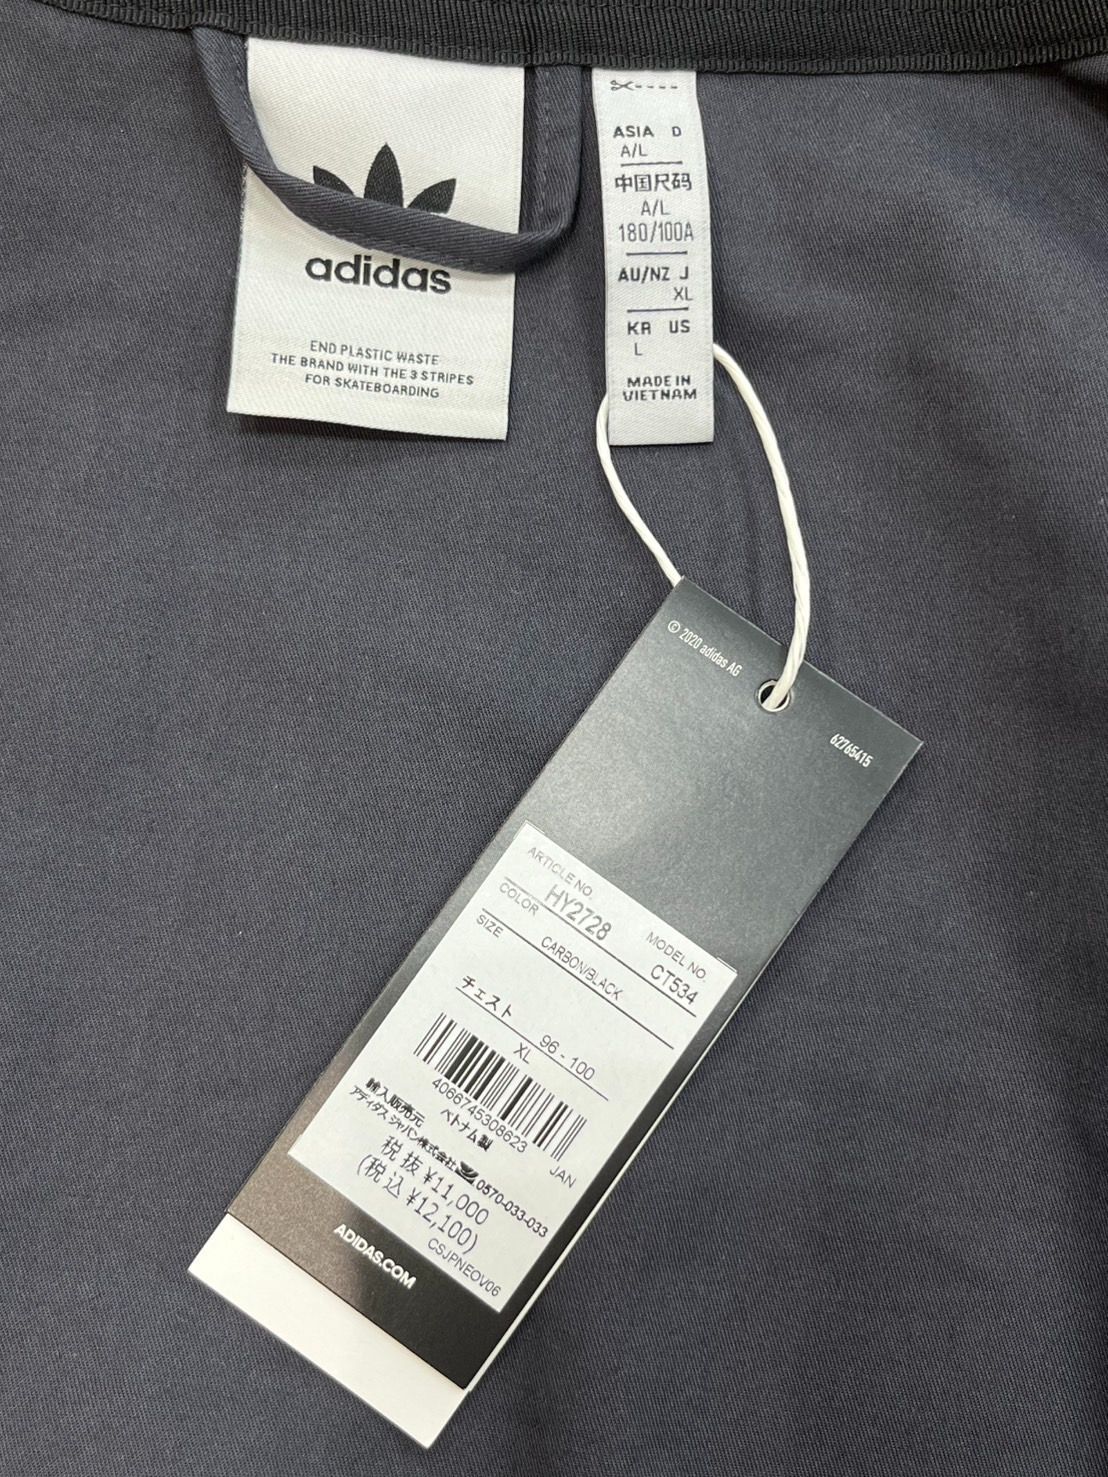 adidas
END PLASTIC WASTE
THE BRAND WITH THE 3 STRIPES
FOR SKATEBOARDING
ASIA D
A/L
中国尺码
A/L
180/100A
AU/NZ J
XL
KR US
L
MADE IN
VIETNAM
© 2020 adidas AG
62765415
ARTICLE NO.
HY2728
MODEL NO.
CT534
COLOR
CARBON/BLACK
SIZE
チェスト 96 - 100
XL
4066745308623
JAN
ベトナム製
輸入販売元
アディダス ジャパン株式会社 0570-033-033
税抜 ¥11,000
(税込 ¥12,100)
CSJPNEOV06
ADIDAS.COM